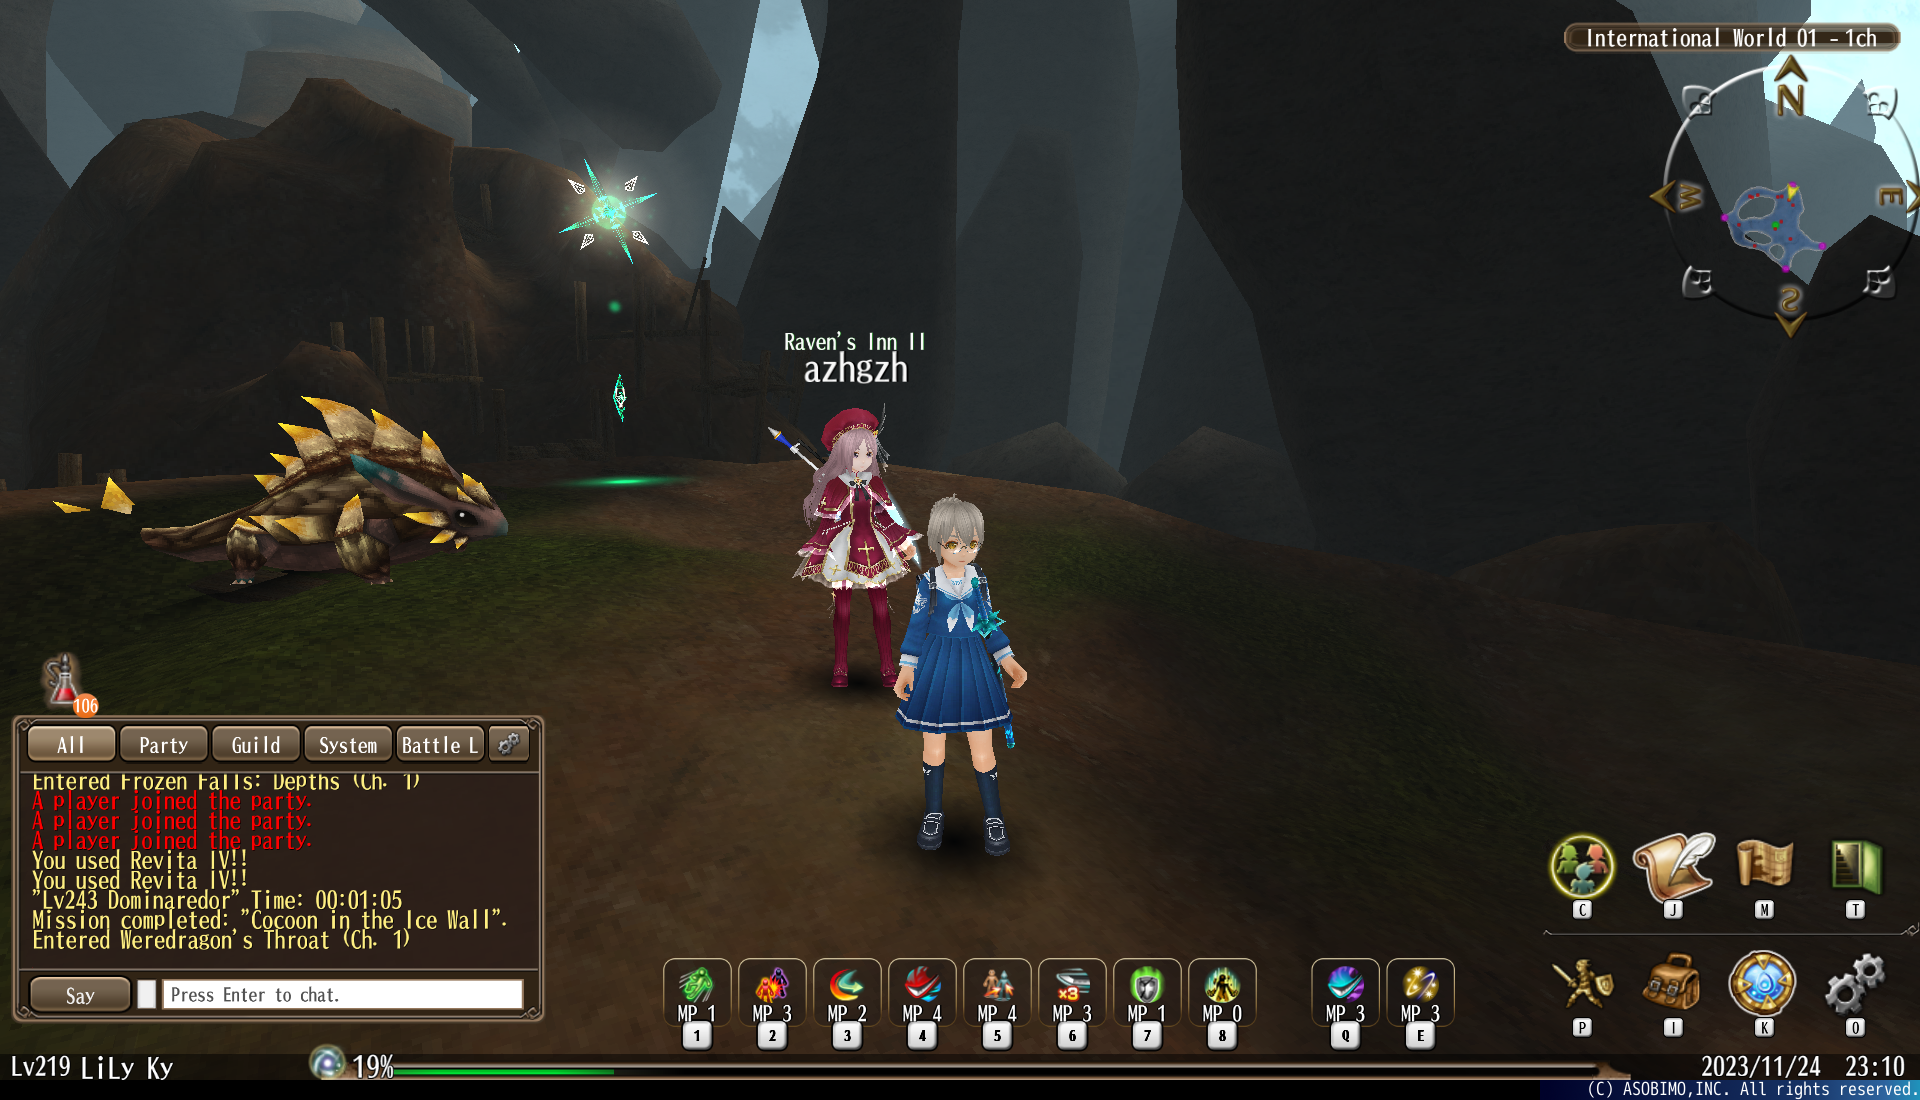 International World 01 - 1ch
N
W
E
S
Raven's Inn II
azhgzh
106
All
Party
Guild
System
Battle L
Entered Frozen Falls: Depths (Ch. 1)
A player joined the party.
A player joined the party.
A player joined the party.
You used Revita IV!!
You used Revita IV!!
"Lv243 Dominaredor" Time: 00:01:05
Mission completed: "Cocoon in the Ice Wall".
Entered Weredragon's Throat (Ch. 1)
Say
Press Enter to chat.
x3
MP 1
MP 3
MP 2
MP 4
MP 4
MP 3
MP 1
MP 0
MP 3
MP 3
1
2
3
4
5
6
7
8
Q
E
C
J
M
T
P
I
K
O
Lv219 LiLy Ky
19%
2023/11/24 23:10
(C) ASOBIMO,INC. All rights reserved.